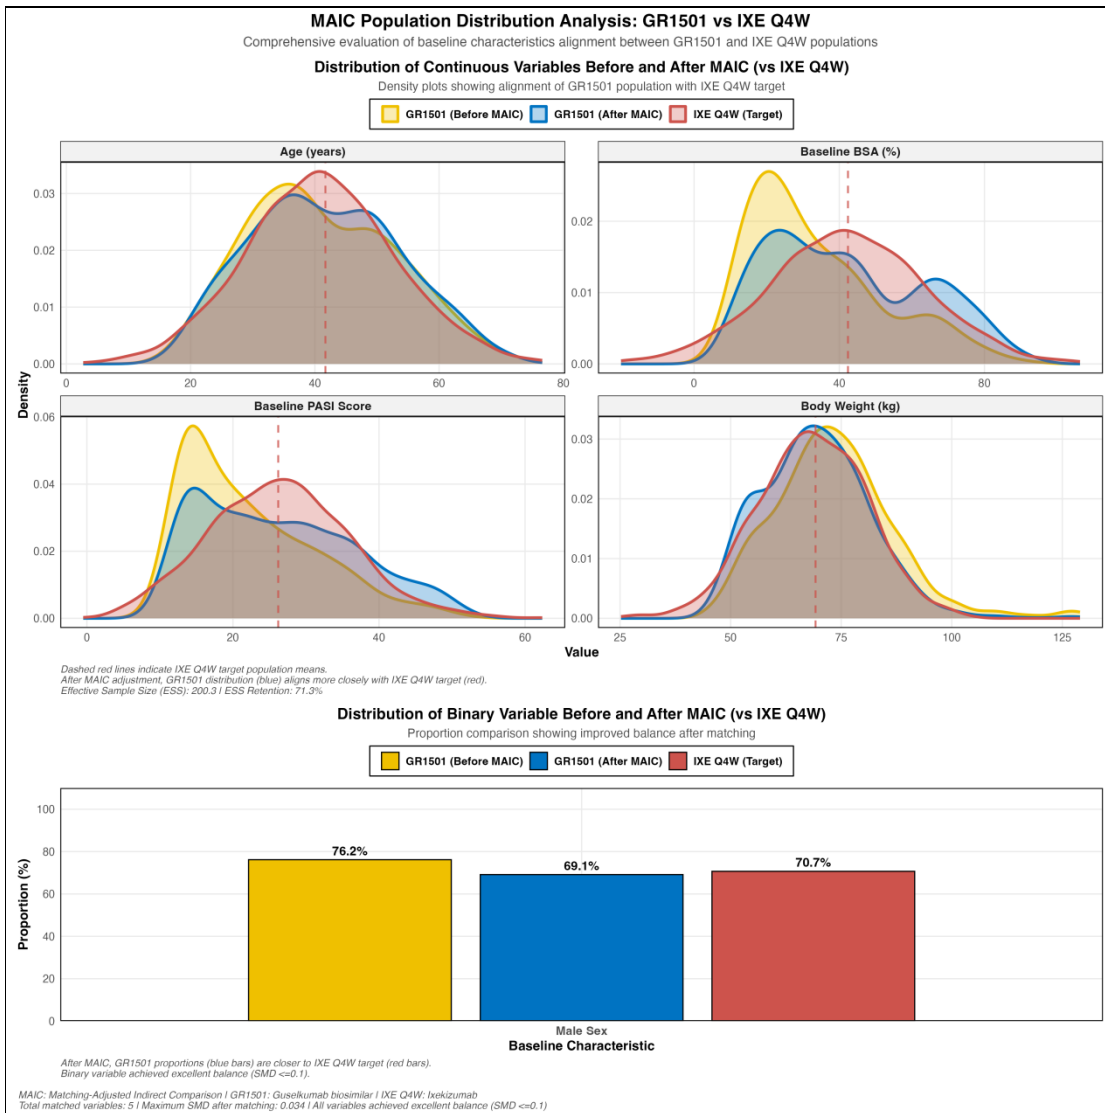 MAIC Population Distribution Analysis: GR1501 vs IXE Q4W
Comprehensive evaluation of baseline characteristics alignment between GR1501 and IXE Q4W populations
Distribution of Continuous Variables Before and After MAIC (vs IXE Q4W)
Density plots showing alignment of GR1501 population with IXE Q4W target
GR1501 (Before MAIC) GR1501 (After MAIC) IXE Q4W (Target)
Age (years)
0.03
0.02
0.01
0.00
0 20 40 60 80
Baseline BSA (%)
0.02
0.01
0.00
0 40 80
Density
Baseline PASI Score
0.06
0.04
0.02
0.00
0 20 40 60
Body Weight (kg)
0.03
0.02
0.01
0.00
25 50 75 100 125
Value
Dashed red lines indicate IXE Q4W target population means.
After MAIC adjustment, GR1501 distribution (blue) aligns more closely with IXE Q4W target (red).
Effective Sample Size (ESS): 200.3 | ESS Retention: 71.3%
Distribution of Binary Variable Before and After MAIC (vs IXE Q4W)
Proportion comparison showing improved balance after matching
GR1501 (Before MAIC) GR1501 (After MAIC) IXE Q4W (Target)
Proportion (%)
100
80
60
40
20
0
76.2%
69.1%
70.7%
Male Sex
Baseline Characteristic
After MAIC, GR1501 proportions (blue bars) are closer to IXE Q4W target (red bars).
Binary variable achieved excellent balance (SMD <=0.1).
MAIC: Matching-Adjusted Indirect Comparison | GR1501: Guselkumab biosimilar | IXE Q4W: Ixekizumab
Total matched variables: 5 | Maximum SMD after matching: 0.034 | All variables achieved excellent balance (SMD <=0.1)